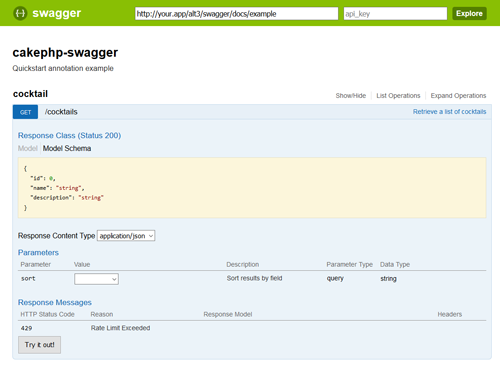 {··} swagger http://your.app/alt3/swagger/docs/example api_key Explore
cakephp-swagger
Quickstart annotation example
cocktail Show/Hide List Operations Expand Operations
GET /cocktails Retrieve a list of cocktails
Response Class (Status 200)
Model Model Schema
{
"id": 0,
"name": "string",
"description": "string"
}
Response Content Type application/json
Parameters
Parameter Value Description Parameter Type Data Type
sort Sort results by field query string
Response Messages
HTTP Status Code Reason Response Model Headers
429 Rate Limit Exceeded
Try it out!